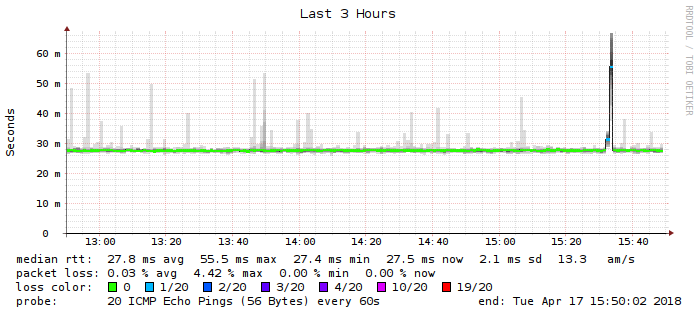 Last 3 Hours
RRDTOOL / TOBI OETIKER
Seconds
60 m
50 m
40 m
30 m
20 m
10 m
0
13:00 13:20 13:40 14:00 14:20 14:40 15:00 15:20 15:40
median rtt: 27.8 ms avg 55.5 ms max 27.4 ms min 27.5 ms now 2.1 ms sd 13.3 am/s
packet loss: 0.03 % avg 4.42 % max 0.00 % min 0.00 % now
loss color: 0 1/20 2/20 3/20 4/20 10/20 19/20
probe: 20 ICMP Echo Pings (56 Bytes) every 60s end: Tue Apr 17 15:50:02 2018